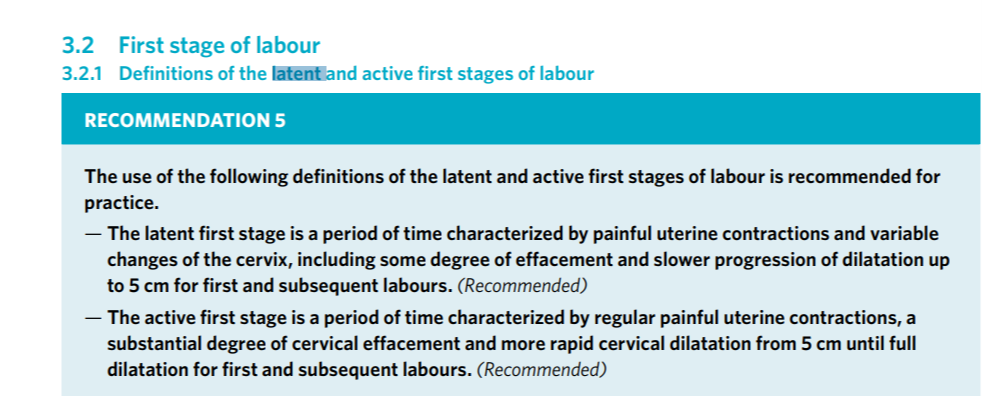 3.2 First stage of labour
3.2.1 Definitions of the latent and active first stages of labour
RECOMMENDATION 5
The use of the following definitions of the latent and active first stages of labour is recommended for
practice.
— The latent first stage is a period of time characterized by painful uterine contractions and variable
changes of the cervix, including some degree of effacement and slower progression of dilatation up
to 5 cm for first and subsequent labours. (Recommended)
— The active first stage is a period of time characterized by regular painful uterine contractions, a
substantial degree of cervical effacement and more rapid cervical dilatation from 5 cm until full
dilatation for first and subsequent labours. (Recommended)